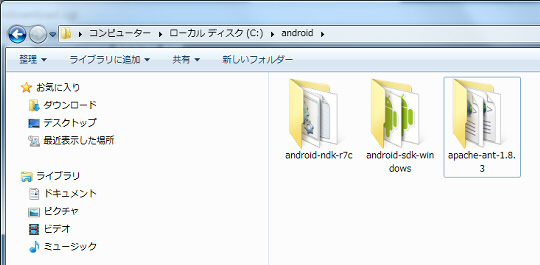 コンピューター ローカル ディスク (C:) android
整理 ライブラリに追加 共有 新しいフォルダー
お気に入り
ダウンロード
デスクトップ
最近表示した場所
ライブラリ
ドキュメント
ピクチャ
ビデオ
ミュージック
android-ndk-r7c
android-sdk-win
dows
apache-ant-1.8.
3